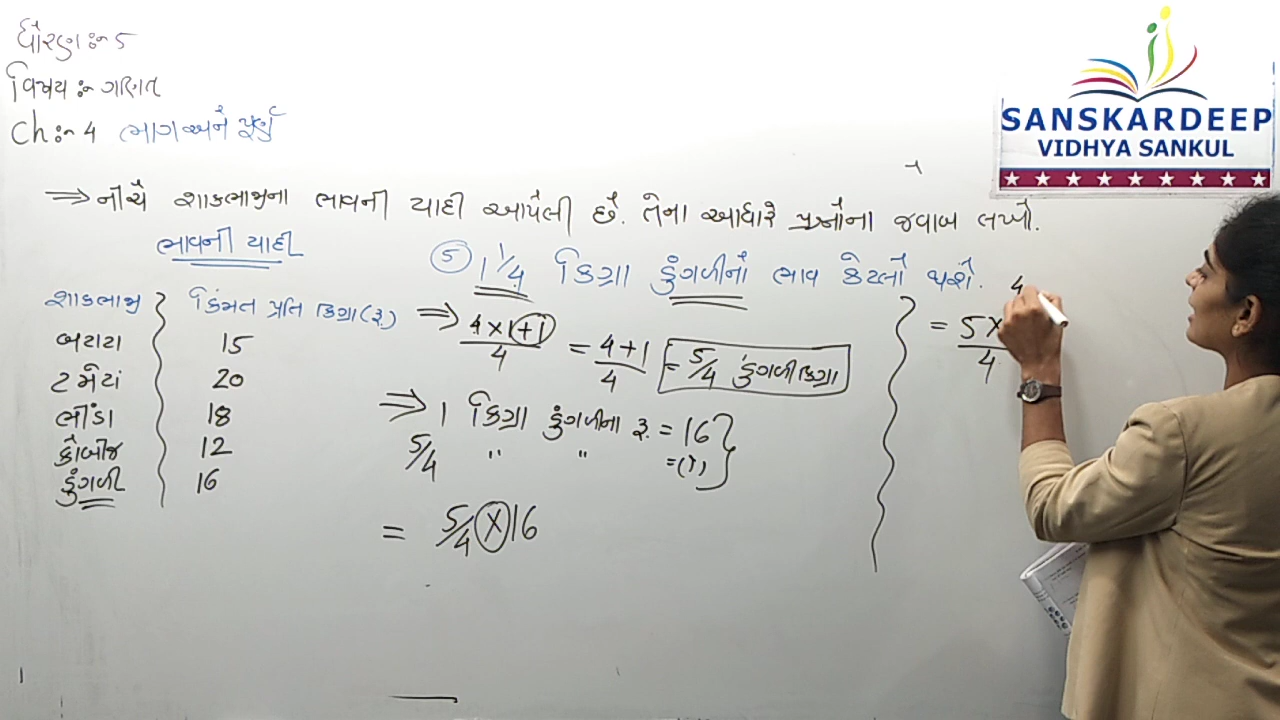 ધોરણ :- 5
વિષય :- ગણિત
Ch :- 4 ભાગ અને પૂર્ણ
SANSKARDEEP
VIDHYA SANKUL
⇒ નીચે શાકભાજીના ભાવની યાદી આપેલી છે. તેના આધારે પ્રશ્નોના જવાબ લખો.
ભાવની યાદી
શાકભાજી કિંમત પ્રતિ કિગ્રા (રૂ.)
બટાટા 15
ટમેટાં 20
ભીંડા 18
કોબીજ 12
ડુંગળી 16
(5) 1 1/4 કિગ્રા ડુંગળીનો ભાવ કેટલો થશે.
⇒ 4 × 1 + 1 / 4 = 4 + 1 / 4 = 5/4 ડુંગળી કિગ્રા
⇒ 1 કિગ્રા ડુંગળીના રૂ. = 16
5/4 " " = (?)
= 5/4 × 16
= 5 × / 4
4